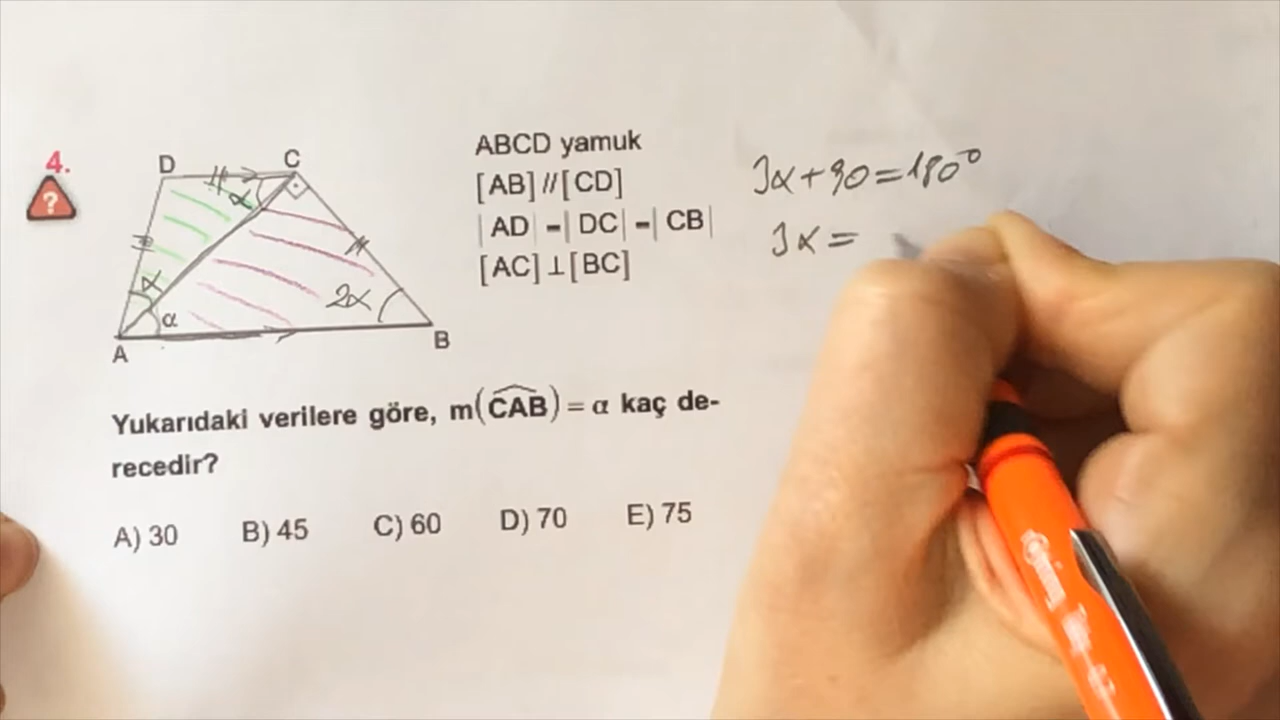 4.
?
D
C
α
α
α
2α
A
B
ABCD yamuk
[AB] // [CD]
|AD| = |DC| = |CB|
[AC] ⊥ [BC]
3α+90=180°
3α=
Yukarıdaki verilere göre, m(CAB) = α kaç de-
recedir?
A) 30 B) 45 C) 60 D) 70 E) 75